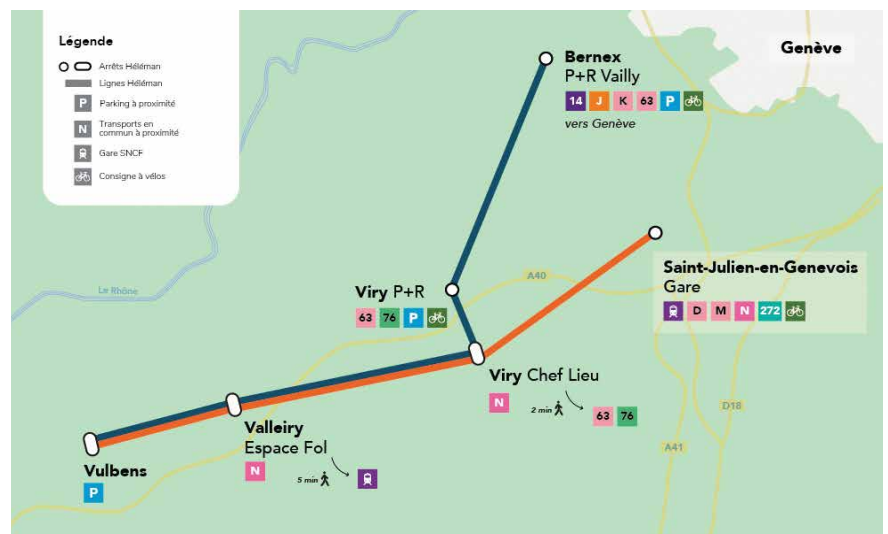 Légende
Arrêts Héléman
Lignes Héléman
P Parking à proximité
N Transports en
commun à proximité
Gare SNCF
Consigne à vélos
Genève
Bernex
P+R Vailly
14 J K 63 P
vers Genève
Saint-Julien-en-Genevois
Gare
D M N 272
A40
Le Rhône
Viry P+R
63 76 P
Viry Chef Lieu
N 2 min 63 76
D18
A41
Valleiry
Espace Fol
N 5 min
Vulbens
P